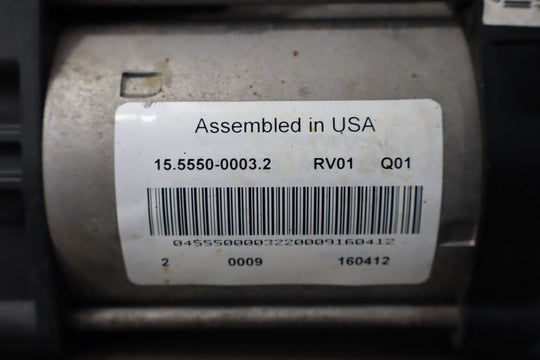 Assembled in USA
15.5550-0003.2 RV01 Q01
0455500003220009160412
2 0009 160412